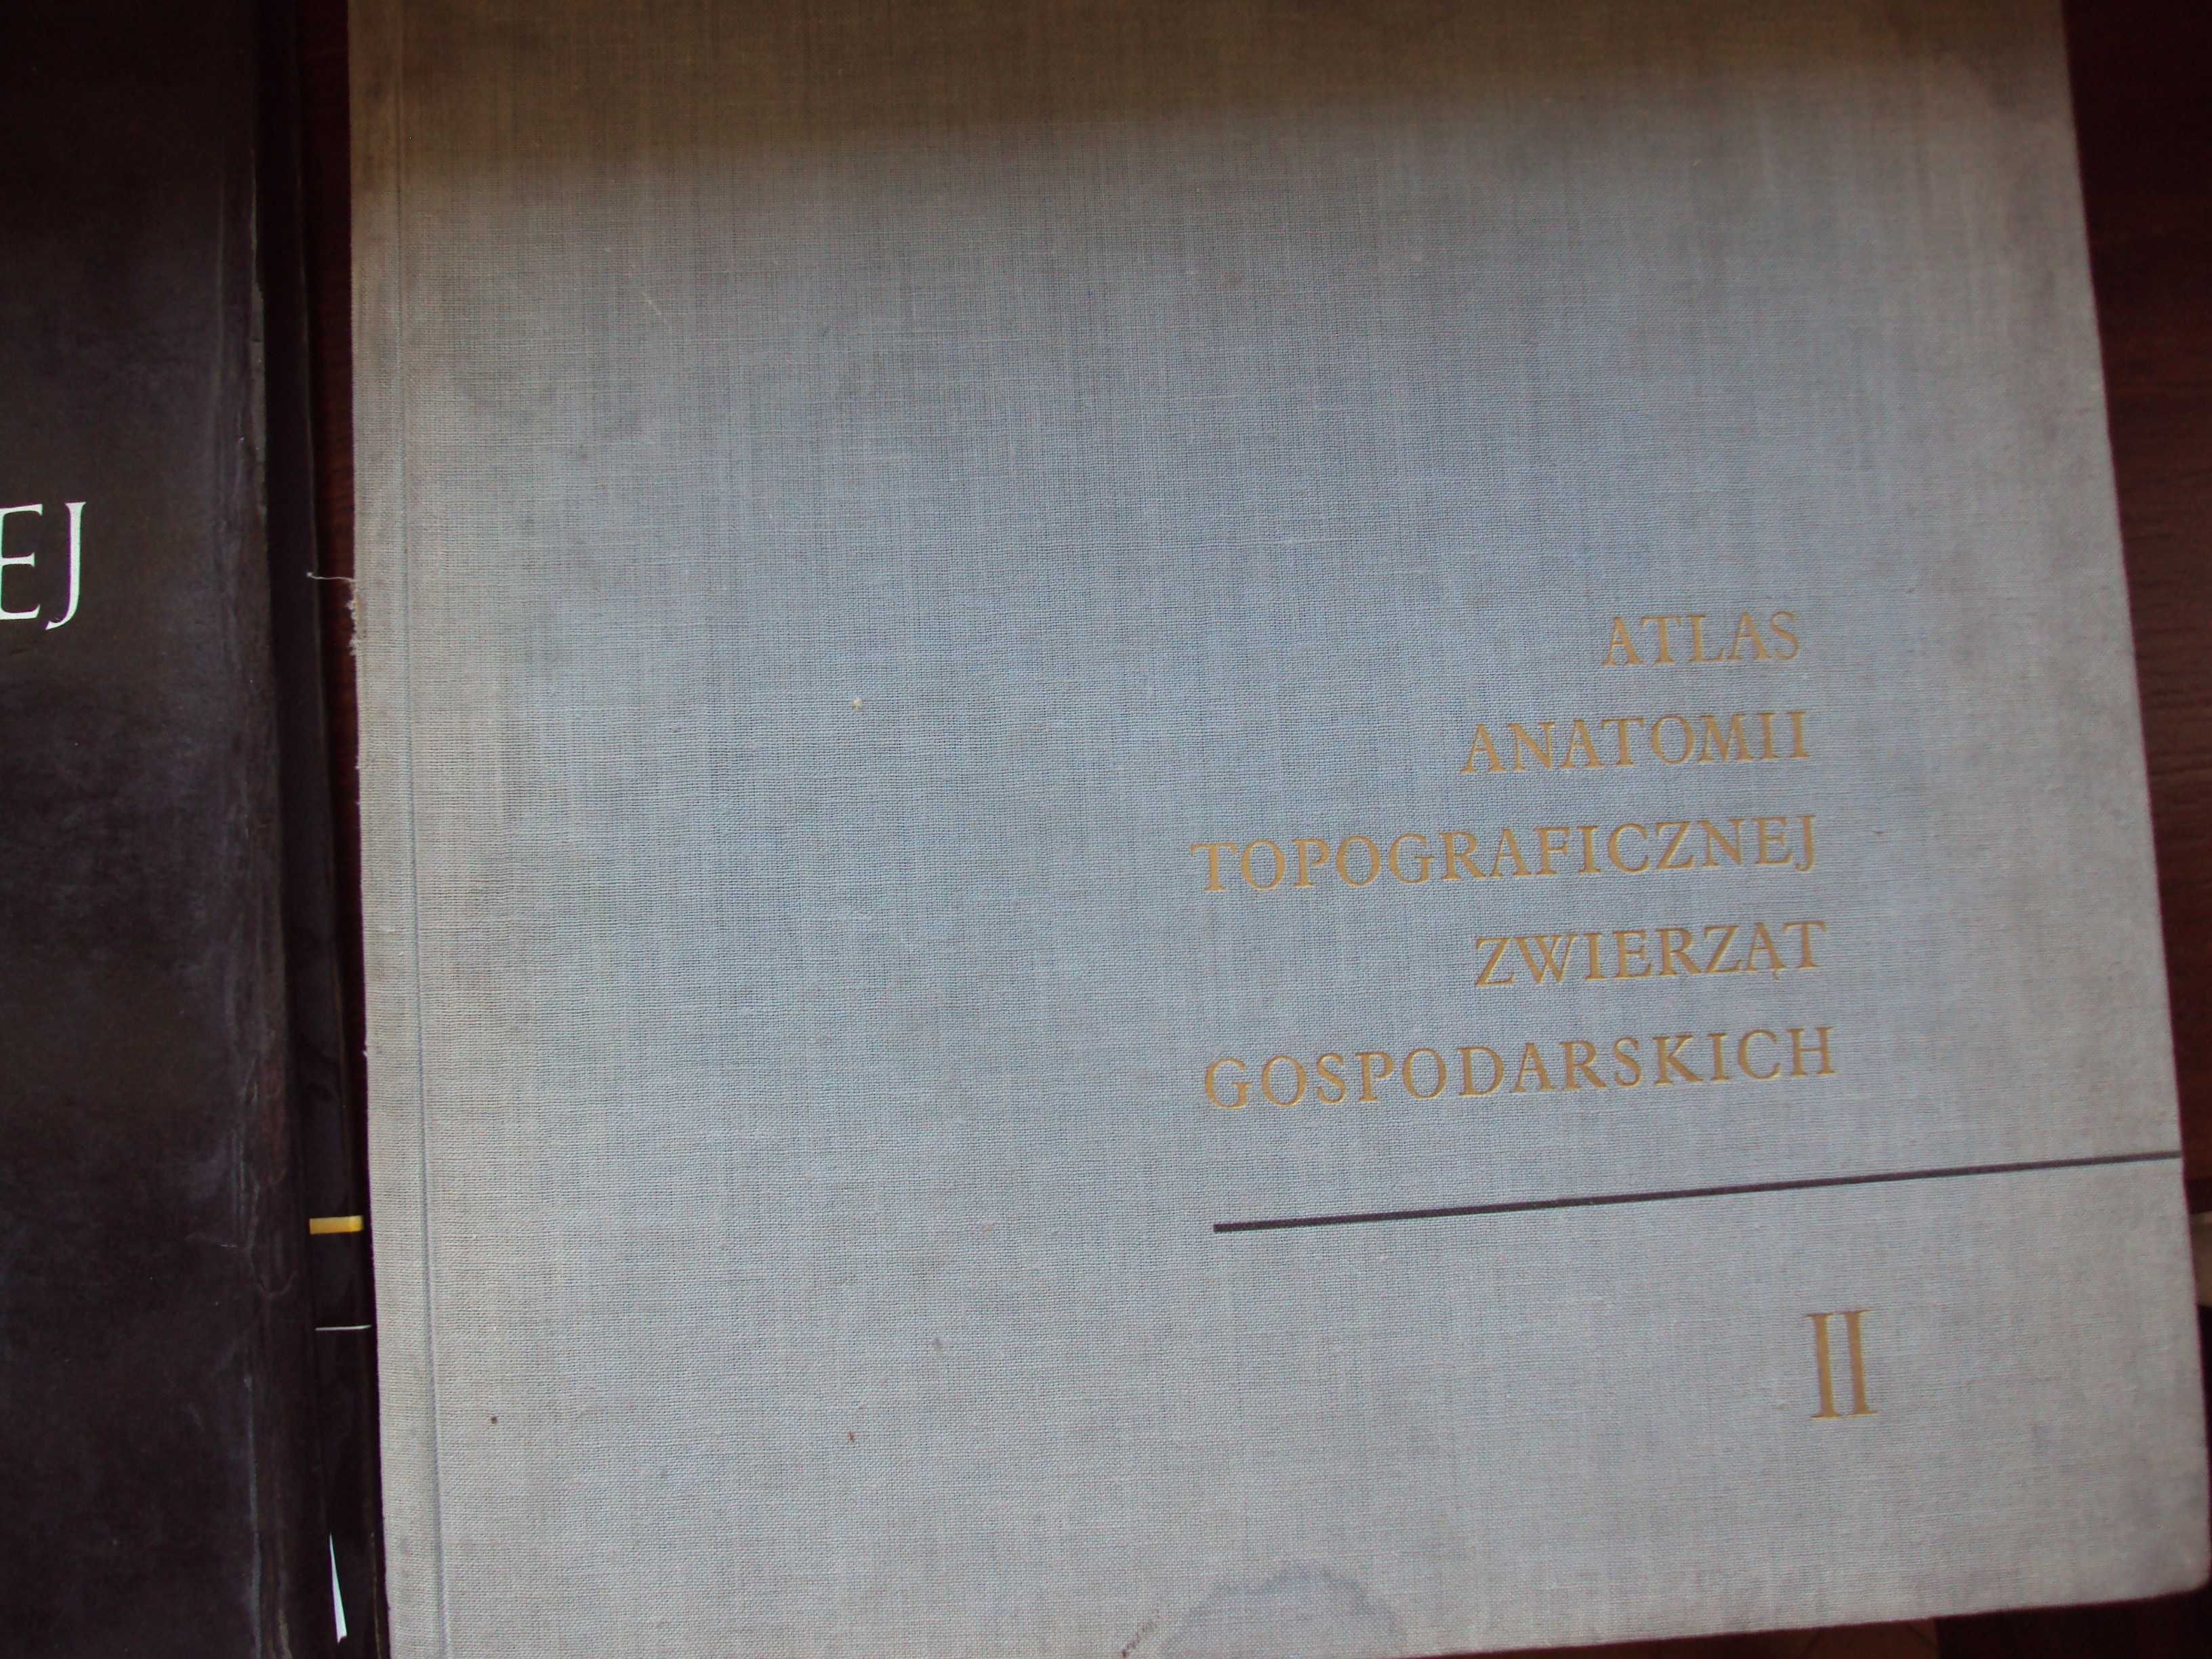 EJ
ATLAS
ANATOMII
TOPOGRAFICZNEJ
ZWIERZĄT
GOSPODARSKICH
II